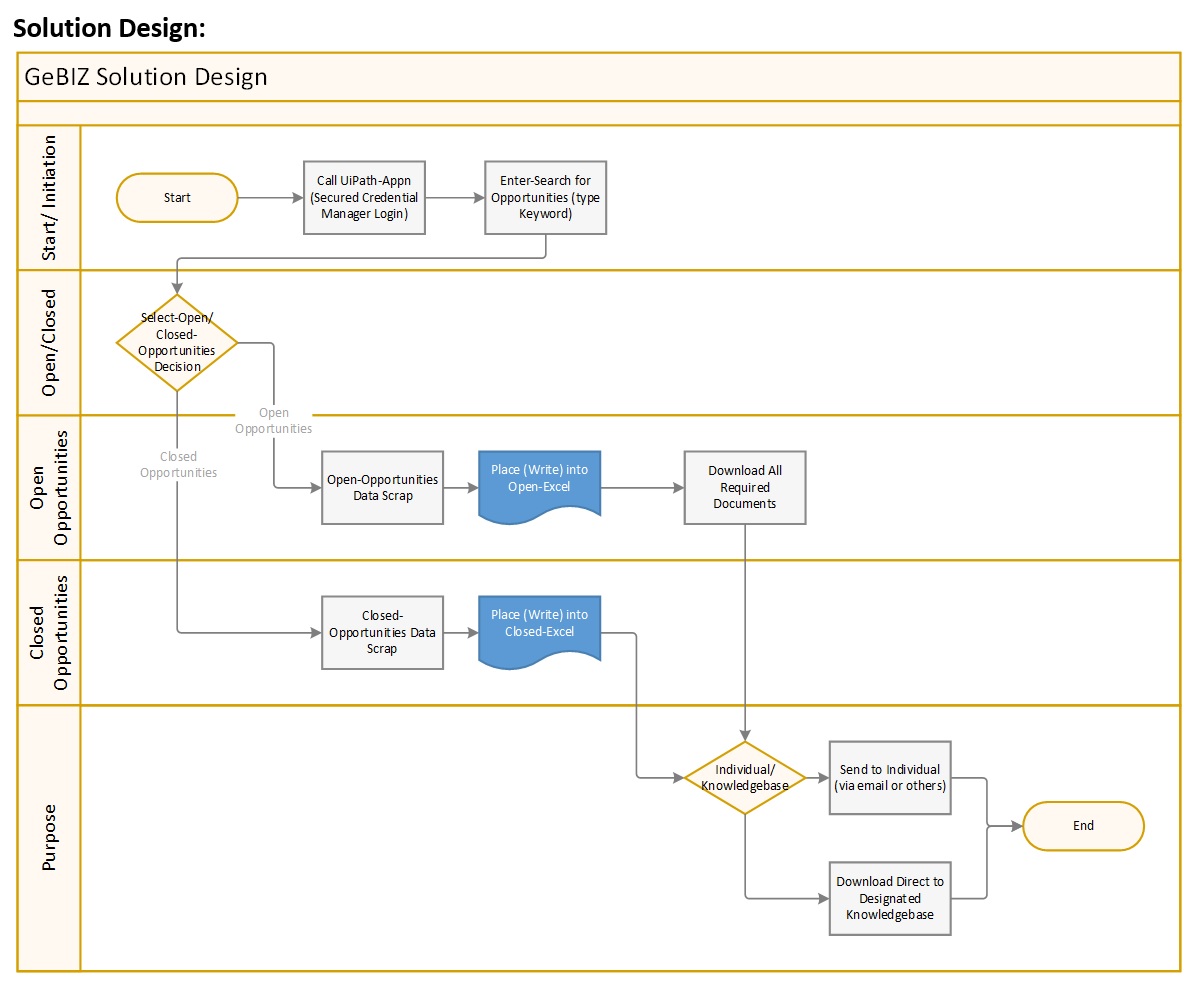 Solution Design:
GeBIZ Solution Design
Start/ Initiation
Start
Call UiPath-Appn
(Secured Credential
Manager Login)
Enter-Search for
Opportunities (type
Keyword)
Open/Closed
Select-Open/
Closed-
Opportunities
Decision
Open
Opportunities
Closed
Opportunities
Open
Opportunities
Open-Opportunities
Data Scrap
Place (Write) into
Open-Excel
Download All
Required
Documents
Closed
Opportunities
Closed-
Opportunities Data
Scrap
Place (Write) into
Closed-Excel
Purpose
Individual/
Knowledgebase
Send to Individual
(via email or others)
End
Download Direct to
Designated
Knowledgebase